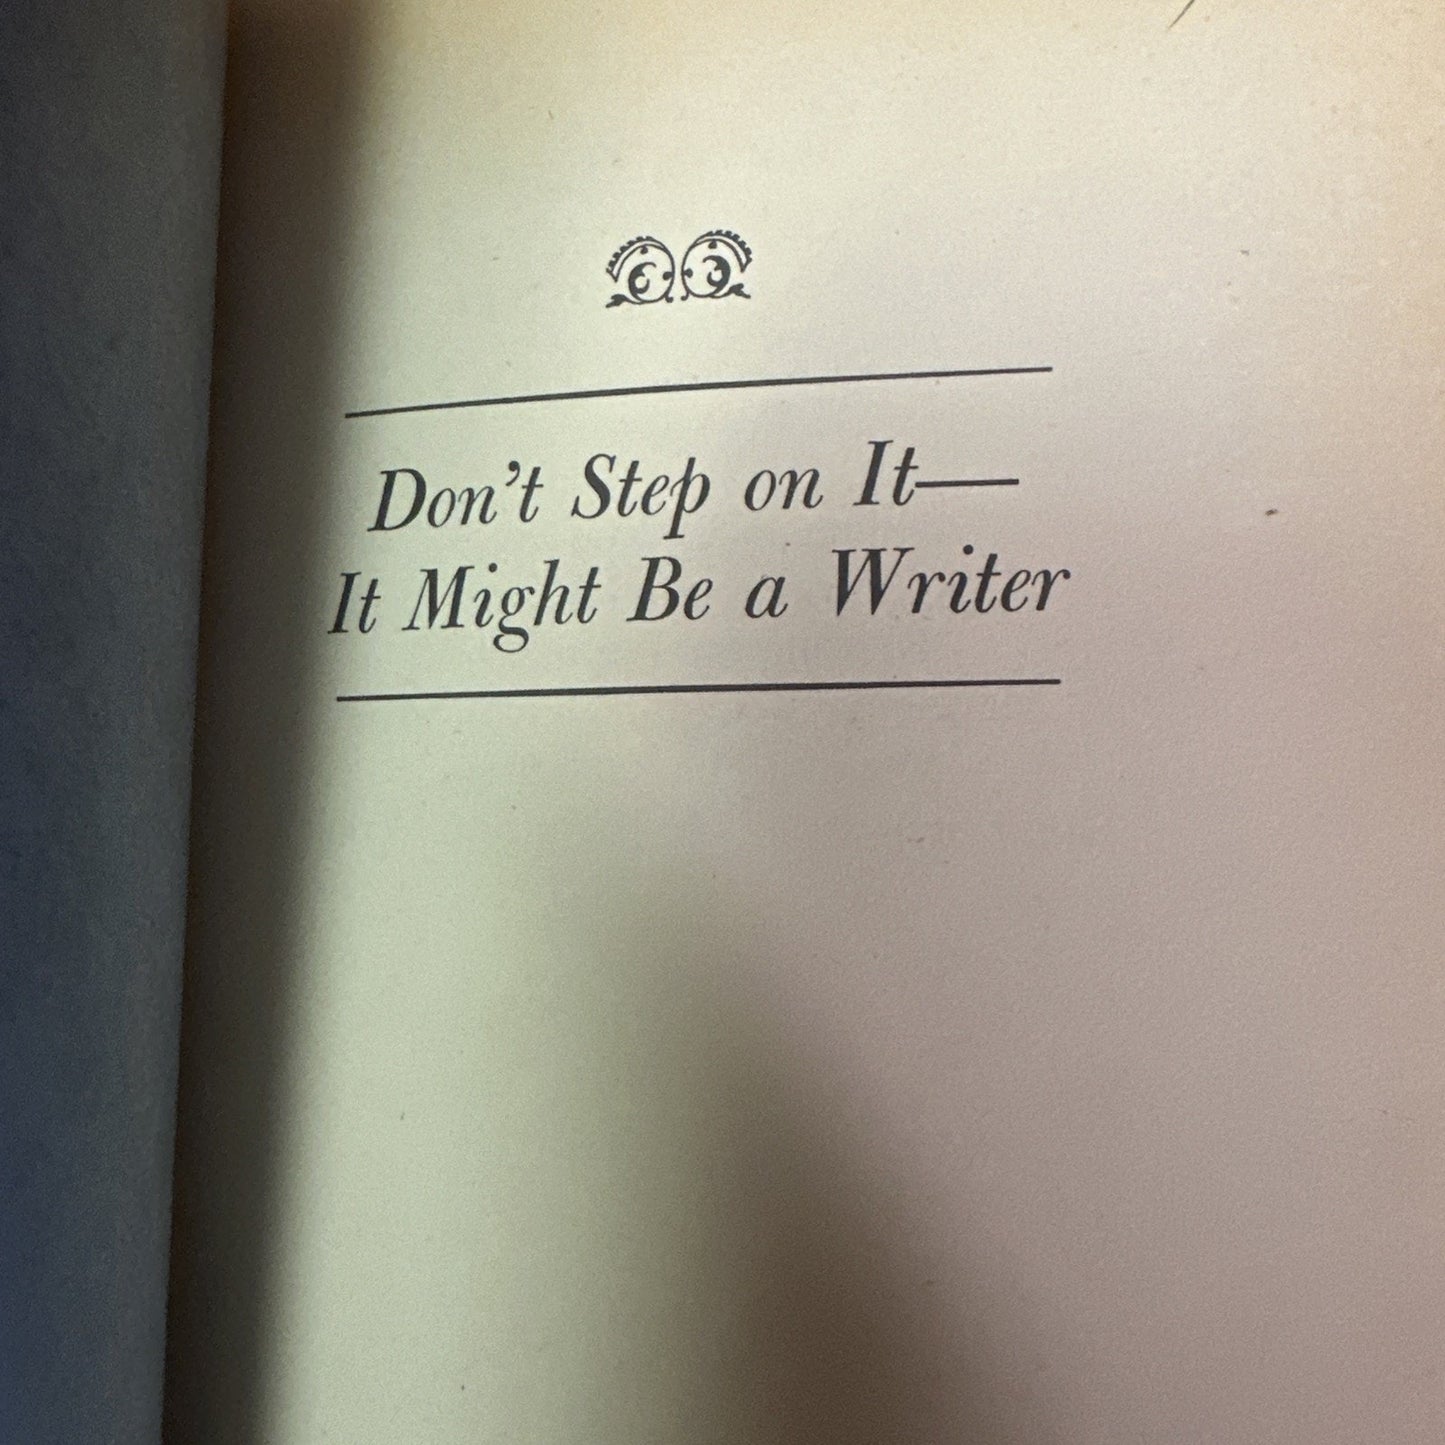 Don't Step on It—
It Might Be a Writer